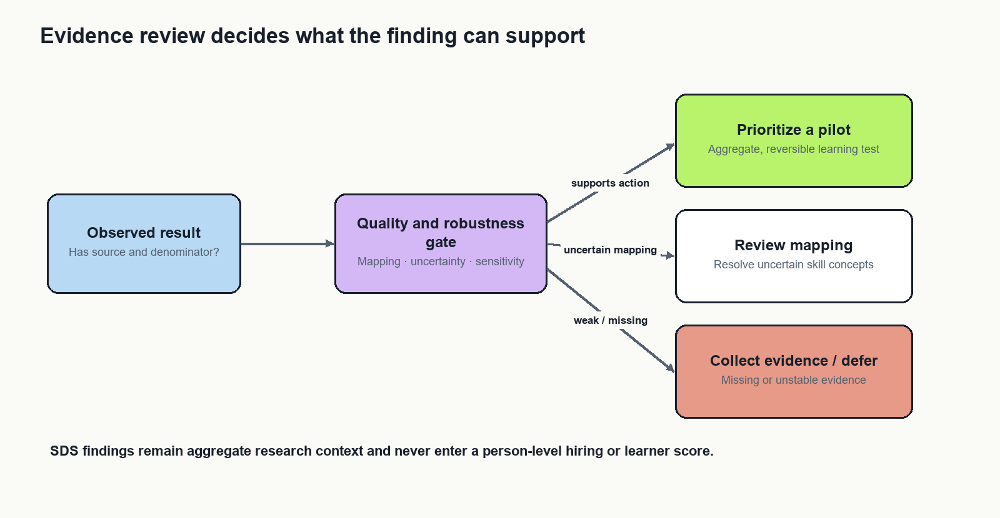 Evidence review decides what the finding can support
Observed result
Has source and denominator?
Quality and robustness
gate
Mapping · uncertainty · sensitivity
supports action
uncertain mapping
weak / missing
Prioritize a pilot
Aggregate, reversible learning test
Review mapping
Resolve uncertain skill concepts
Collect evidence / defer
Missing or unstable evidence
SDS findings remain aggregate research context and never enter a person-level hiring or learner score.